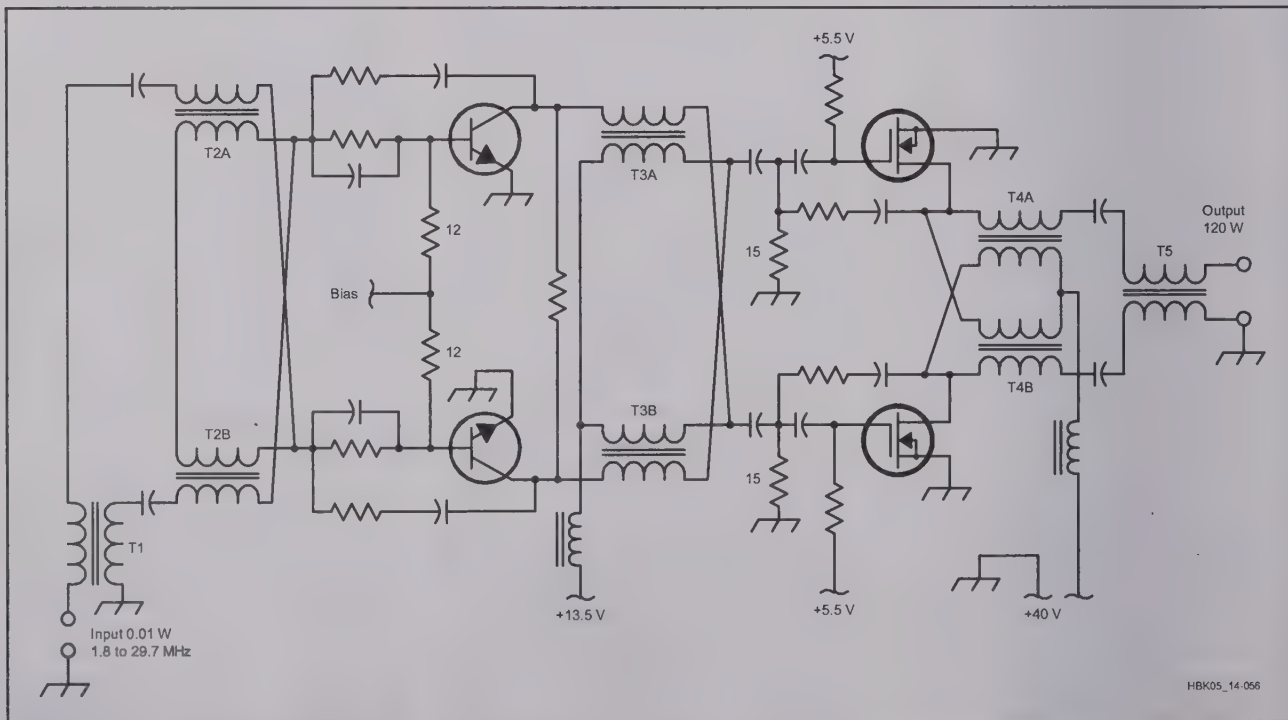 +5.5 V
T2A
T3A
T4A
Output
120 W
T5
12
15
Bias
12
T2B
T3B
T4B
15
T1
+13.5 V
+5.5 V
+40 V
Input 0.01 W
1.8 to 29.7 MHz
HBK05_14-056